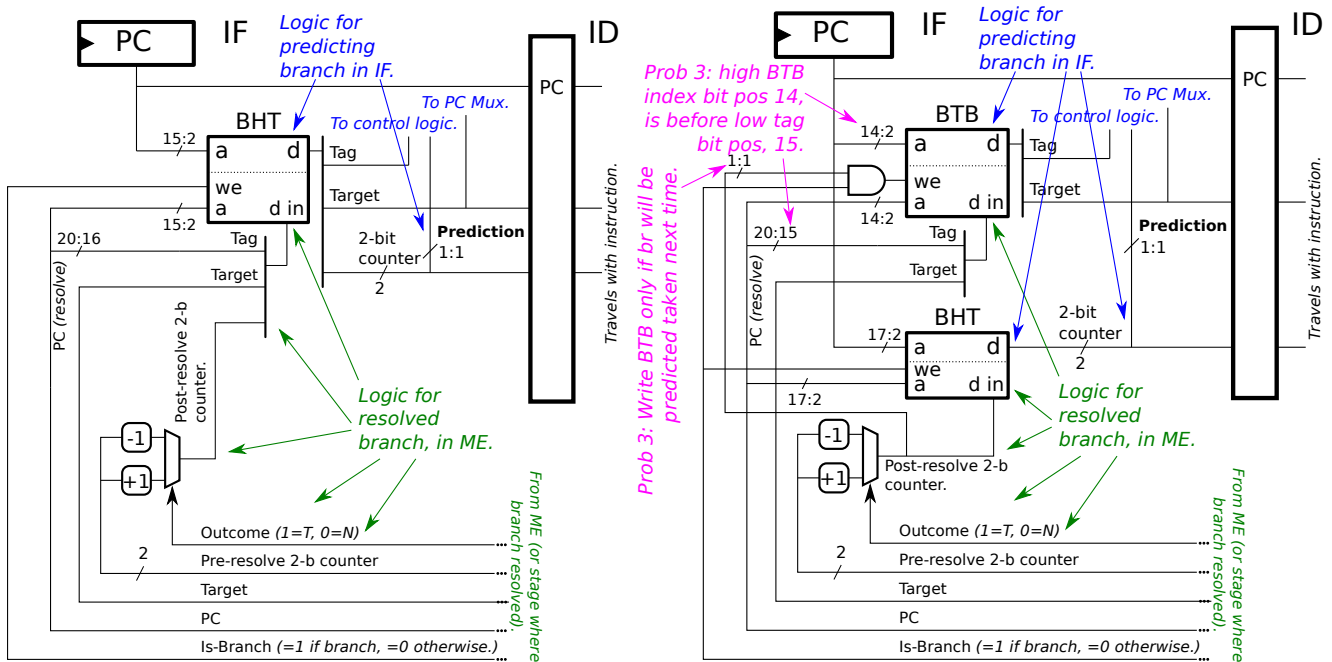 PC
IF
Logic for
predicting
branch in IF.
ID
PC
To PC Mux.
To control logic.
BHT
15:2
a
d
Tag
we
a
d in
15:2
Target
Tag
20:16
Target
2-bit
counter
2
Prediction
1:1
PC (resolve)
Post-resolve 2-b
counter.
Travels with instruction.
Logic for
resolved
branch, in ME.
-1
+1
Outcome (1=T, 0=N)
2
Pre-resolve 2-b counter
Target
PC
Is-Branch (=1 if branch, =0 otherwise.)
From ME (or stage where
branch resolved).
PC
IF
Logic for
predicting
branch in IF.
ID
PC
Prob 3: high BTB
index bit pos 14,
is before low tag
bit pos, 15.
To PC Mux.
To control logic.
BTB
14:2
a
d
Tag
1:1
we
a
d in
14:2
Target
Prob 3: Write BTB only if br will be
predicted taken next time.
Tag
20:15
Target
Prediction
1:1
PC (resolve)
BHT
17:2
a
d
we
a
d in
17:2
2-bit
counter
2
Travels with instruction.
Logic for
resolved
branch, in ME.
-1
+1
Post-resolve 2-b
counter.
Outcome (1=T, 0=N)
2
Pre-resolve 2-b counter
Target
PC
Is-Branch (=1 if branch, =0 otherwise.)
From ME (or stage where
branch resolved).